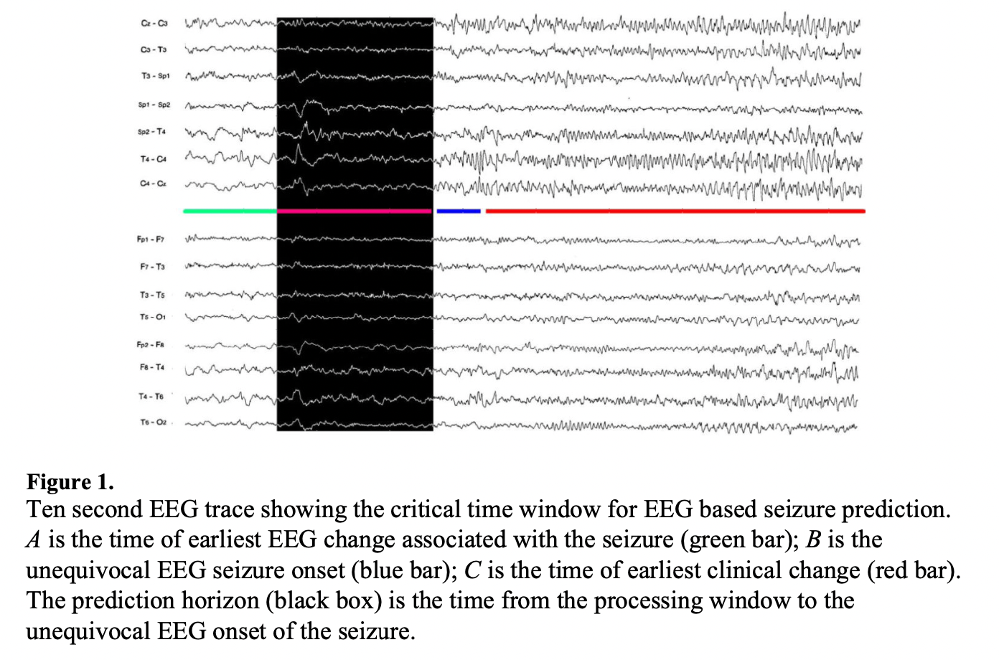 Cz - C3
C3 - T3
T3 - Sp1
Sp1 - Sp2
Sp2 - T4
T4 - C4
C4 - Cz
Fp1 - F7
F7 - T3
T3 - T5
T5 - O1
Fp2 - F8
F8 - T4
T4 - T6
T6 - O2
Figure 1.
Ten second EEG trace showing the critical time window for EEG based seizure prediction.
A is the time of earliest EEG change associated with the seizure (green bar); B is the
unequivocal EEG seizure onset (blue bar); C is the time of earliest clinical change (red bar).
The prediction horizon (black box) is the time from the processing window to the
unequivocal EEG onset of the seizure.